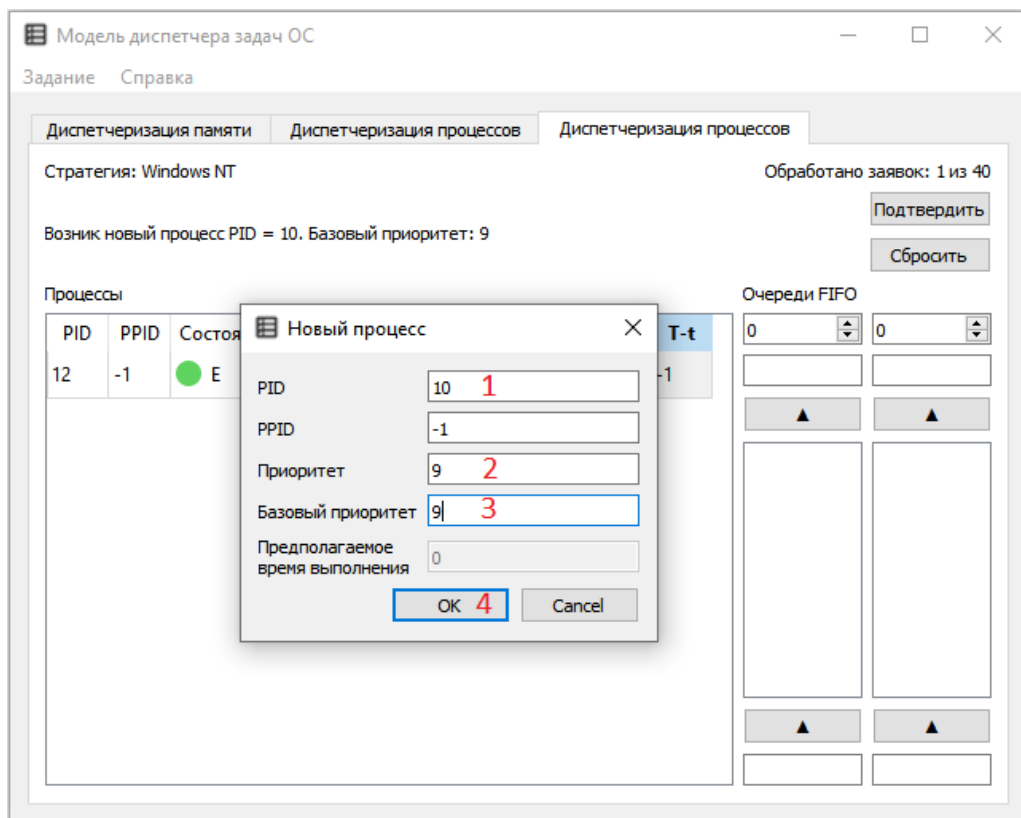 Модель диспетчера задач ОС
Задание Справка
Диспетчеризация памяти Диспетчеризация процессов Диспетчеризация процессов
Стратегия: Windows NT Обработано заявок: 1 из 40
Подтвердить
Возник новый процесс PID = 10. Базовый приоритет: 9
Сбросить
Процессы Очереди FIFO
PID PPID Состоя T-t 0 0
12 -1 E -1
▲ ▲
Новый процесс
PID 10 1
PPID -1
Приоритет 9 2
Базовый приоритет 9 3
Предполагаемое
время выполнения 0
OK 4 Cancel
▲ ▲